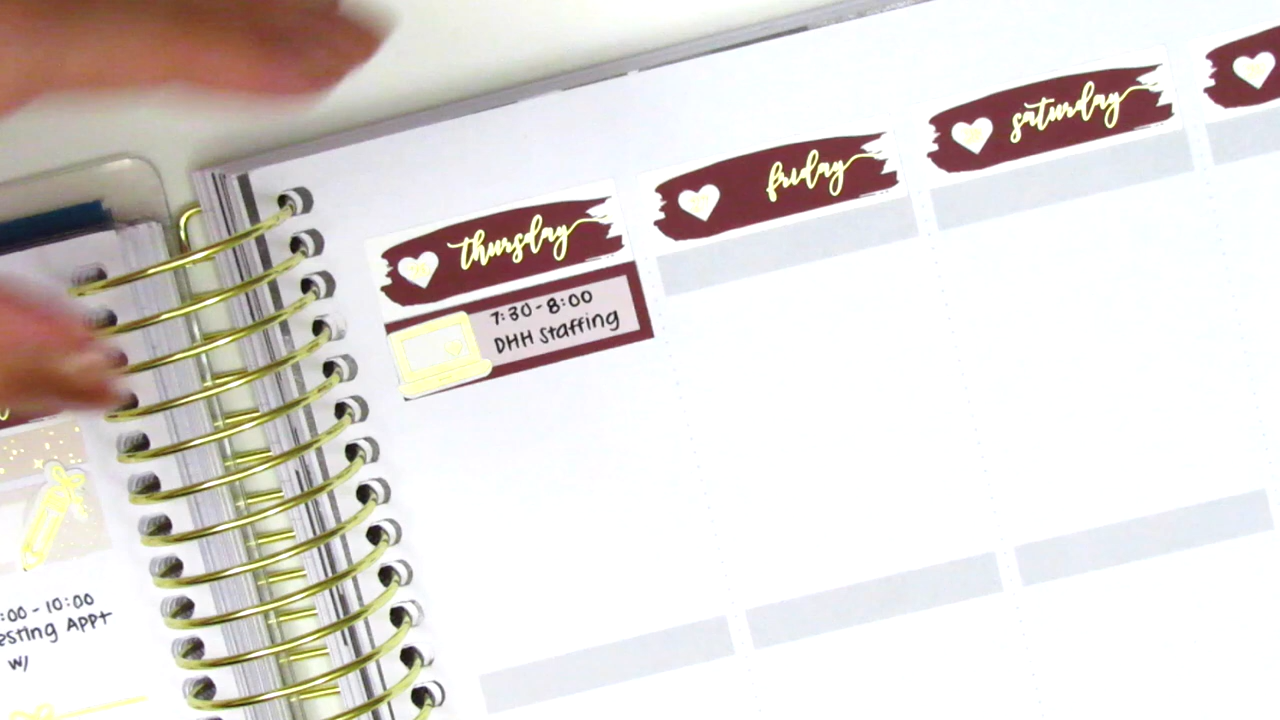 thursday
7:30-8:00
DHH Staffing
friday
saturday
:00-10:00
esting APPt
w/